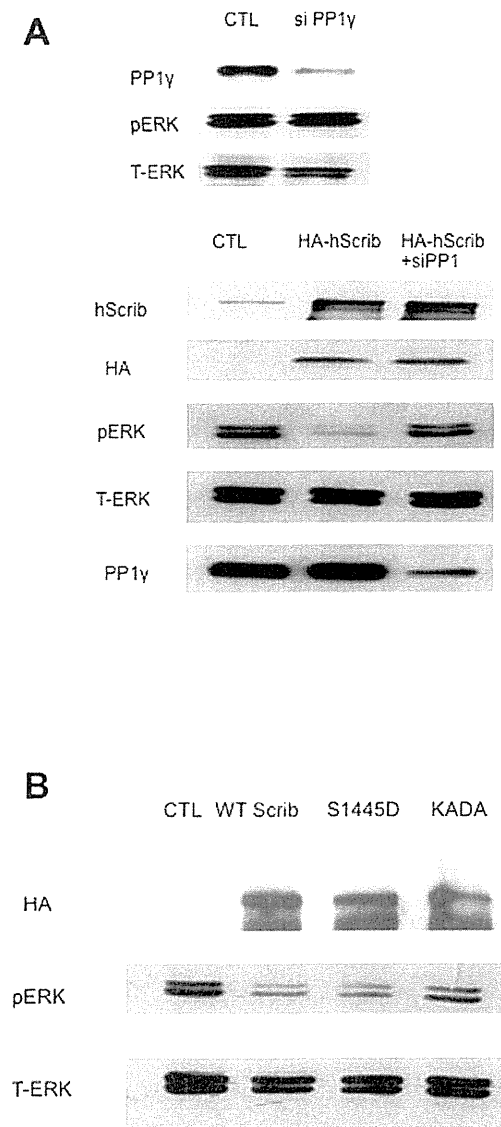 A
CTL si PP1γ
PP1γ
pERK
T-ERK
CTL HA-hScrib HA-hScrib
+siPP1
hScrib
HA
pERK
T-ERK
PP1γ
B
CTL WT Scrib S1445D KADA
HA
pERK
T-ERK